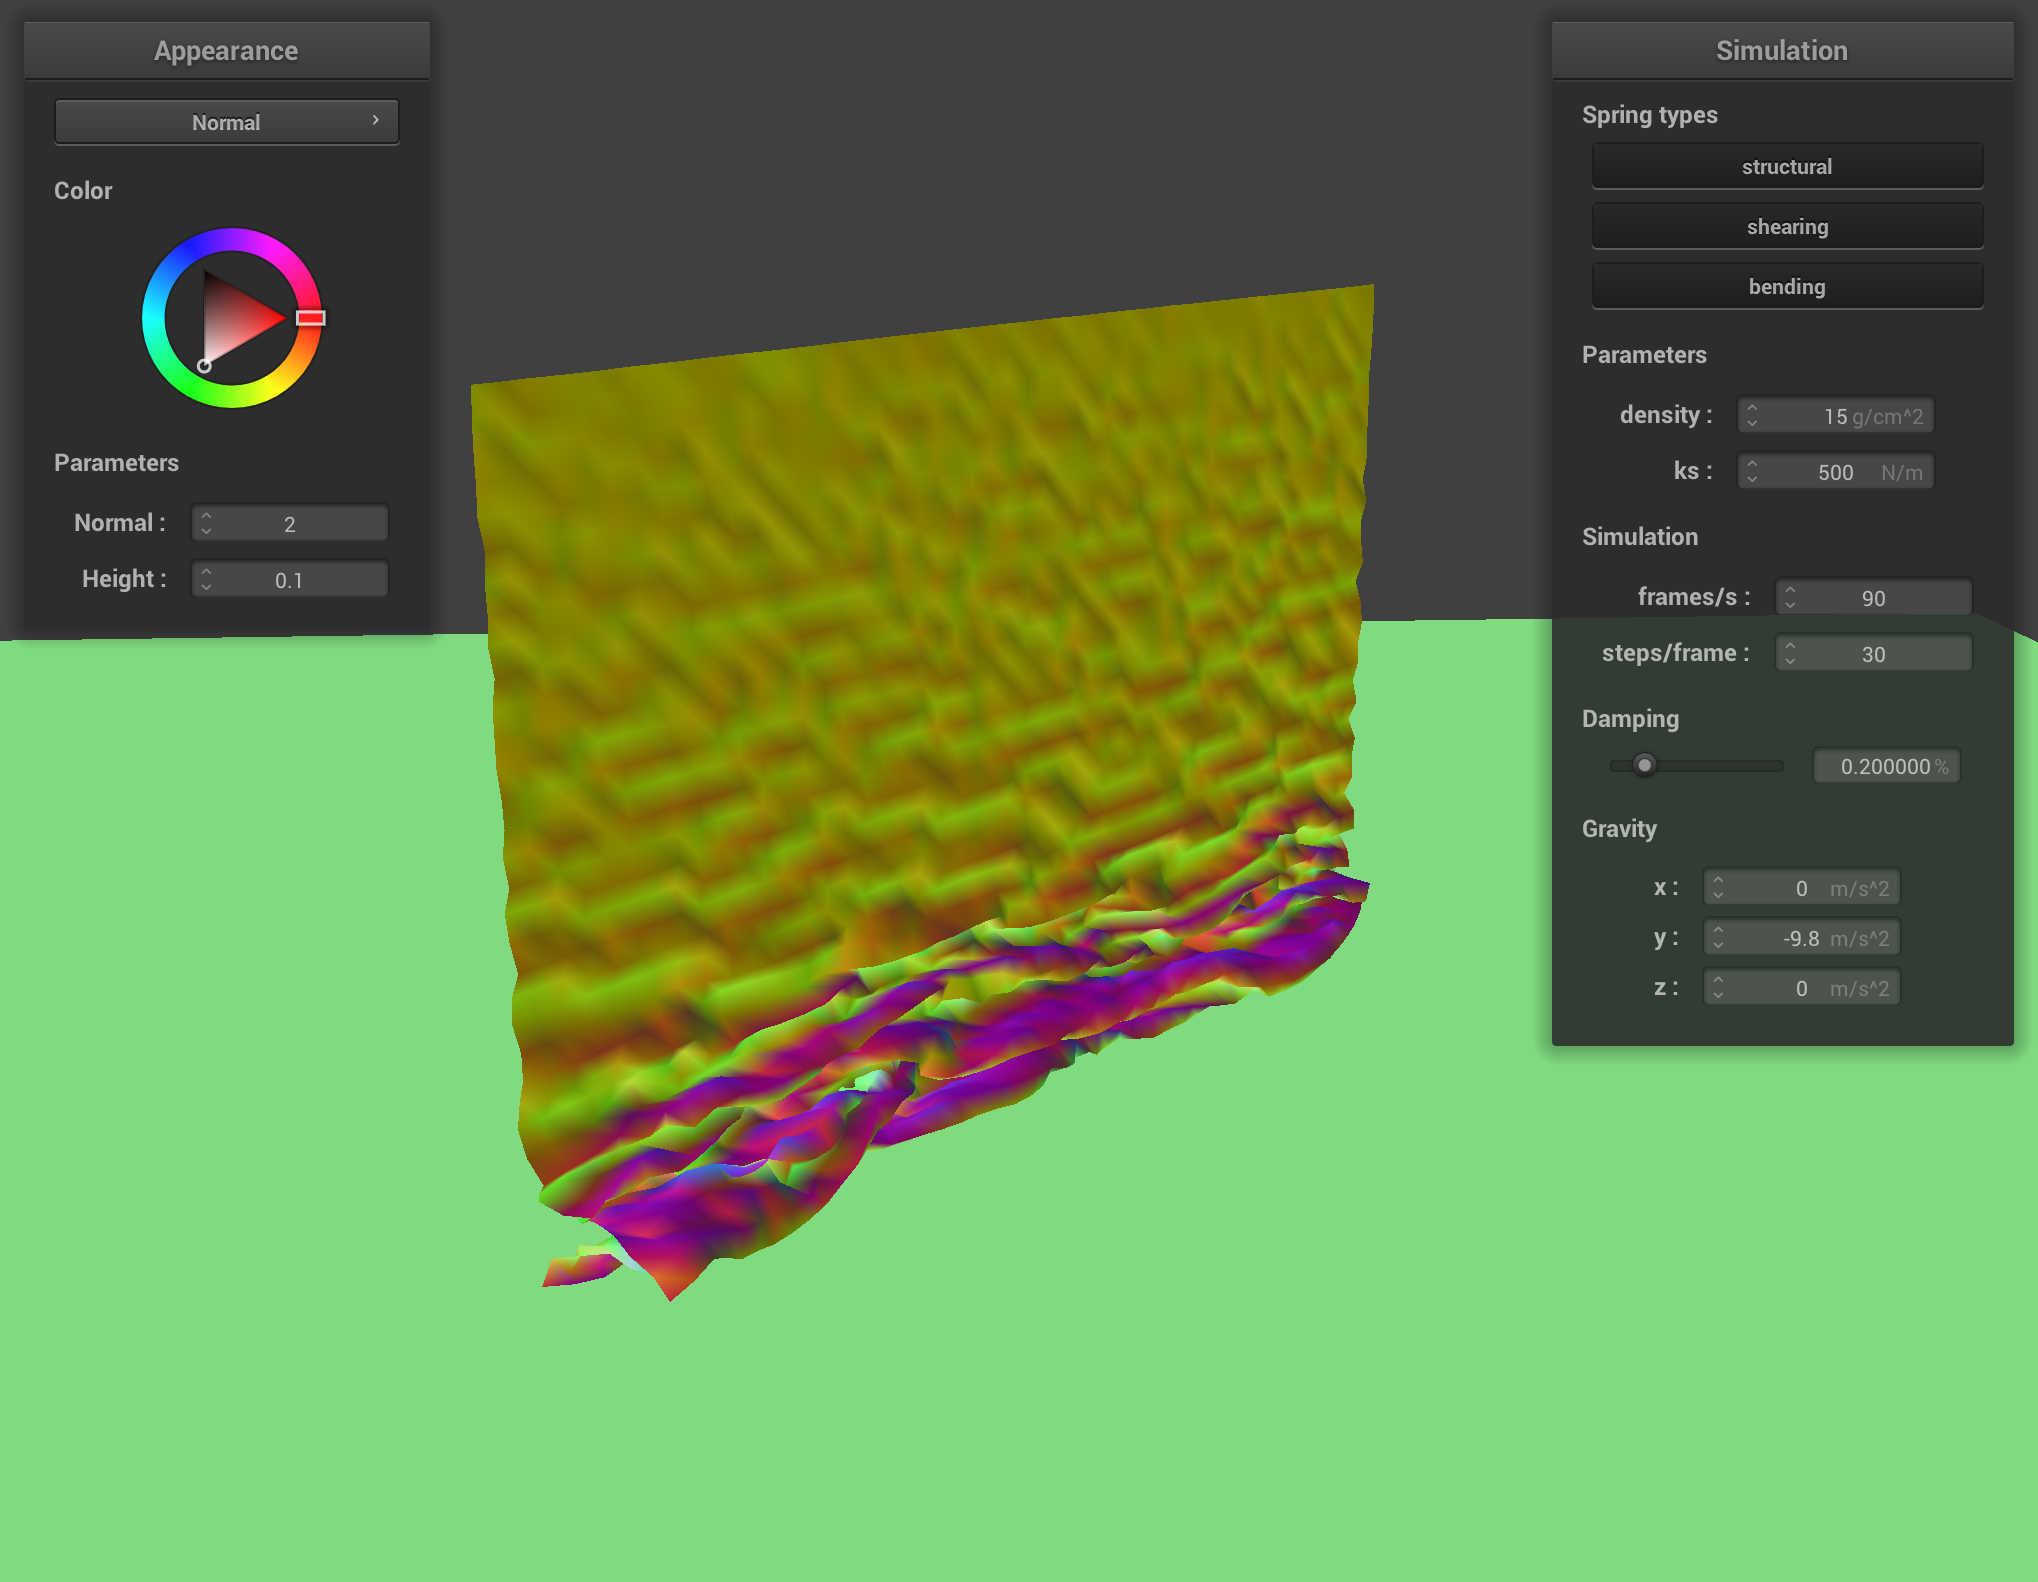 Appearance
Normal
Color
Parameters
Normal : 2
Height : 0.1
Simulation
Spring types
structural
shearing
bending
Parameters
density : 15 g/cm^2
ks : 500 N/m
Simulation
frames/s : 90
steps/frame : 30
Damping
0.200000 %
Gravity
x : 0 m/s^2
y : -9.8 m/s^2
z : 0 m/s^2